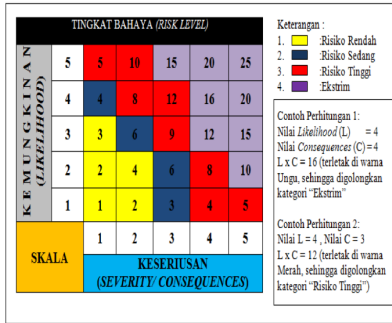 TINGKAT BAHAYA (RISK LEVEL)
KEMUNGKINAN
(LIKELIHOOD)
5 5 10 15 20 25
4 4 8 12 16 20
3 3 6 9 12 15
2 2 4 6 8 10
1 1 2 3 4 5
SKALA
1 2 3 4 5
KESERIUSAN
(SEVERITY/ CONSEQUENCES)
Keterangan :
1. :Risiko Rendah
2. :Risiko Sedang
3. :Risiko Tinggi
4. :Ekstrim
Contoh Perhitungan 1:
Nilai Likelihood (L) = 4
Nilai Consequences (C) =4
L x C = 16 (terletak di warna
Ungu, sehingga digolongkan
kategori “Ekstrim”
Contoh Perhitungan 2:
Nilai L = 4 , Nilai C = 3
L x C = 12 (terletak di warna
Merah, sehingga digolongkan
kategori “Risiko Tinggi”)